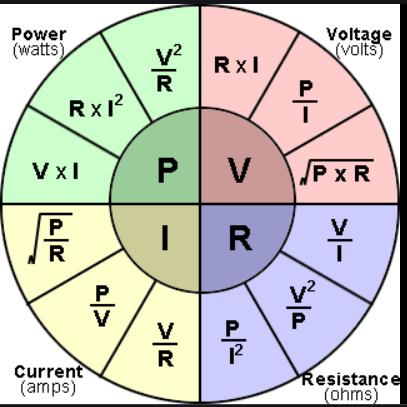 Power
(watts)
Voltage
(volts)
V²
R
R x I
R x I²
P
I
V x I
√P x R
P
V
I
R
√P
R
V
I
P
V
V²
P
V
R
P
I²
Current
(amps)
Resistance
(ohms)